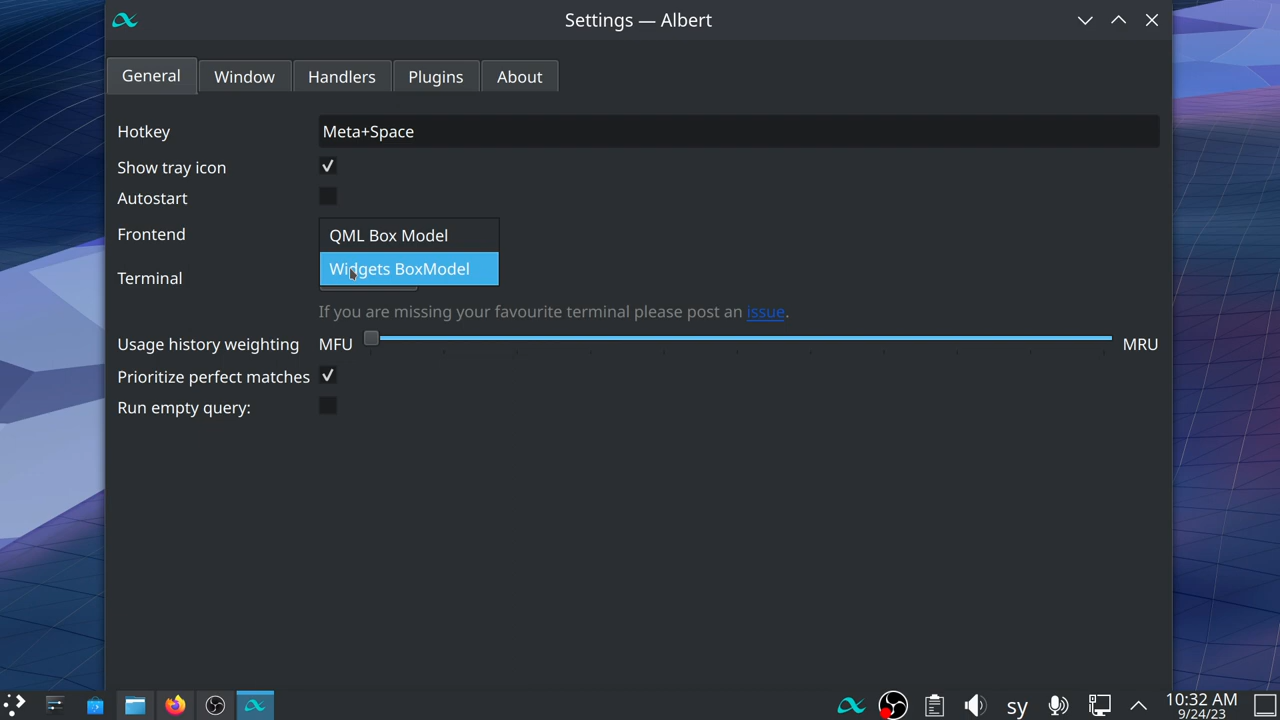 Settings — Albert
General
Window
Handlers
Plugins
About
Hotkey
Meta+Space
Show tray icon
Autostart
Frontend
QML Box Model
Widgets BoxModel
Terminal
If you are missing your favourite terminal please post an issue.
Usage history weighting
MFU
MRU
Prioritize perfect matches
Run empty query:
sy
10:32 AM
9/24/23